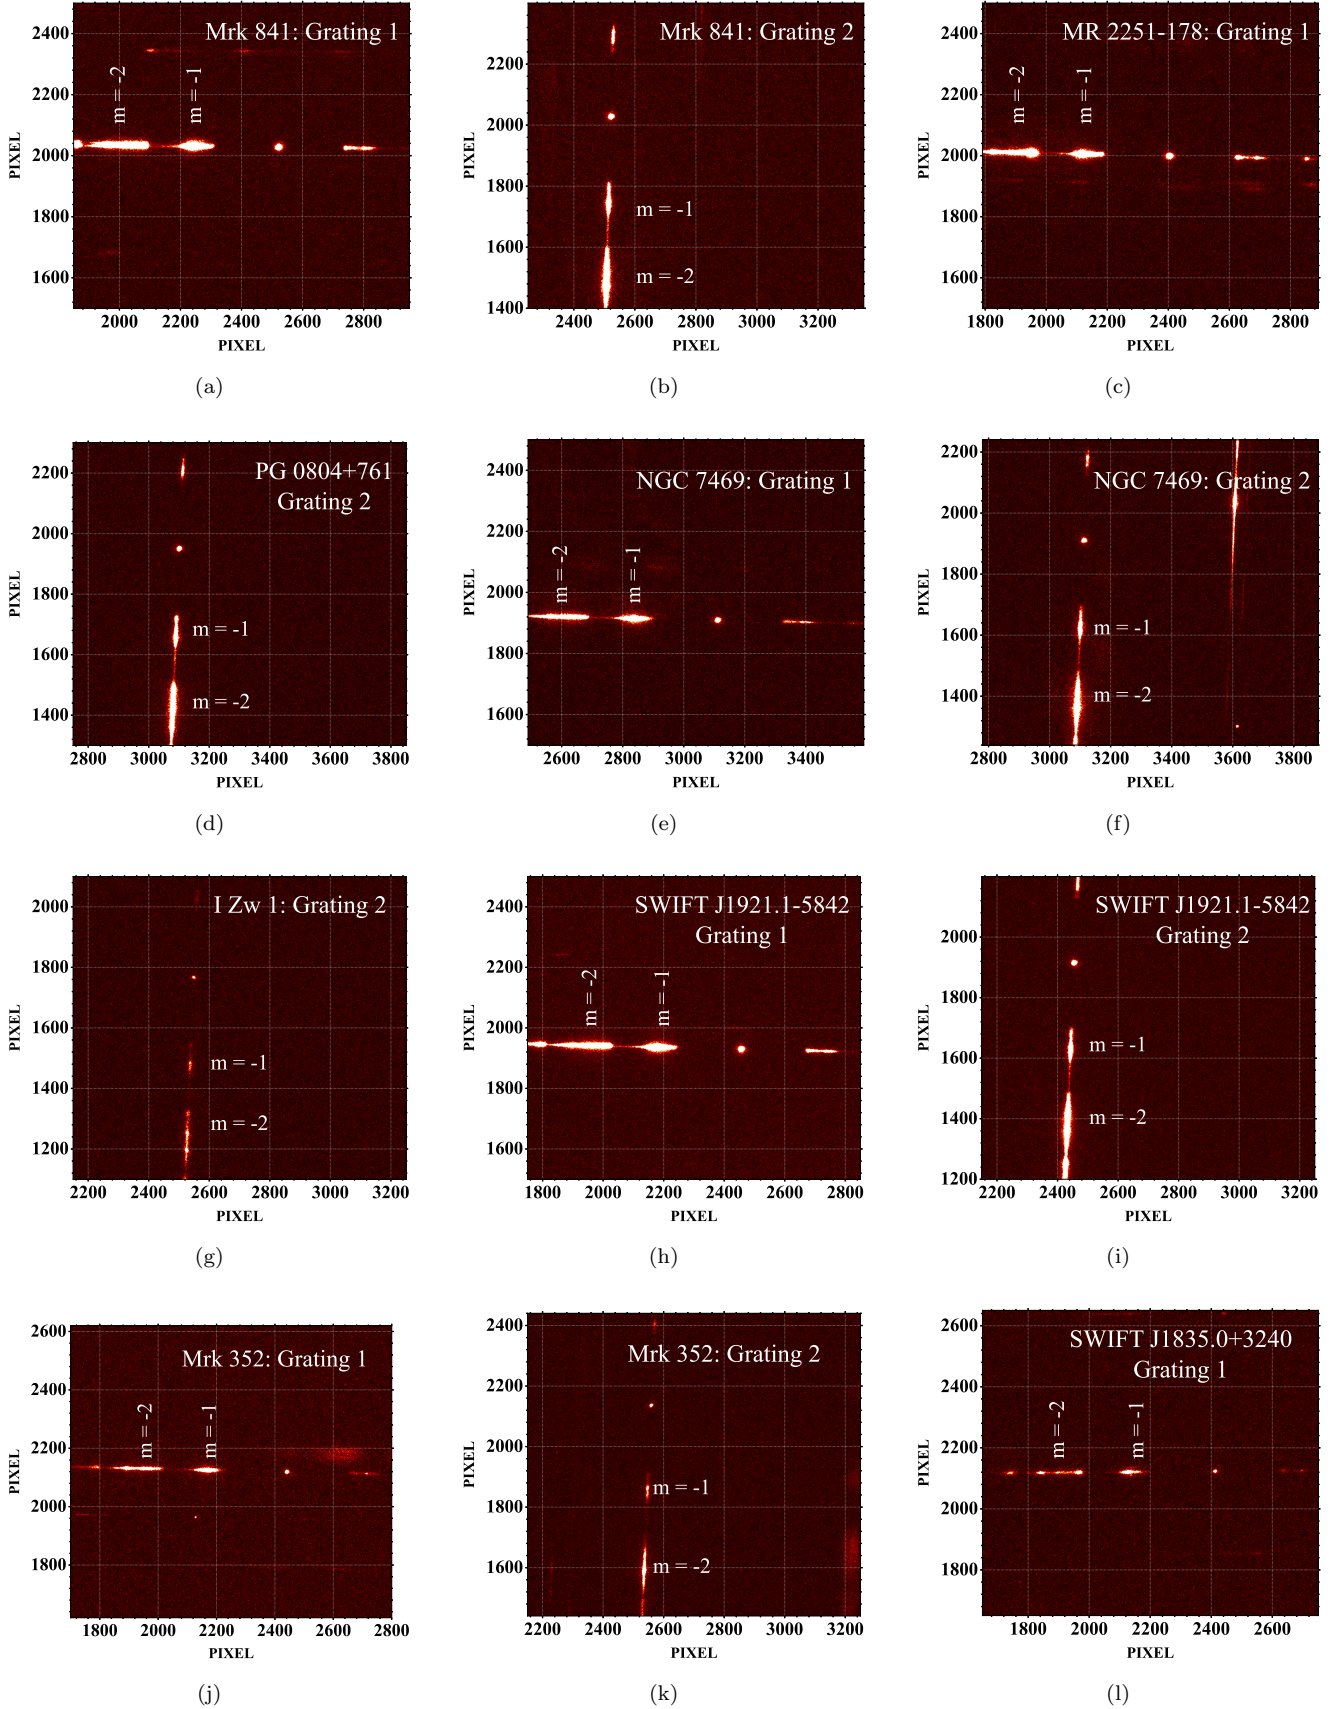 Mrk 841: Grating 1
m = -2
m = -1
2400
2200
2000
1800
1600
PIXEL
2000 2200 2400 2600 2800
PIXEL
(a)
Mrk 841: Grating 2
2400
2200
2000
1800
1600
1400
PIXEL
m = -1
m = -2
2400 2600 2800 3000 3200
PIXEL
(b)
MR 2251-178: Grating 1
m = -2
m = -1
2400
2200
2000
1800
1600
PIXEL
1800 2000 2200 2400 2600 2800
PIXEL
(c)
PG 0804+761
Grating 2
2200
2000
1800
1600
1400
PIXEL
m = -1
m = -2
2800 3000 3200 3400 3600 3800
PIXEL
(d)
NGC 7469: Grating 1
m = -2
m = -1
2400
2200
2000
1800
1600
PIXEL
2600 2800 3000 3200 3400
PIXEL
(e)
NGC 7469: Grating 2
2200
2000
1800
1600
1400
PIXEL
m = -1
m = -2
2800 3000 3200 3400 3600 3800
PIXEL
(f)
I Zw 1: Grating 2
2000
1800
1600
1400
1200
PIXEL
m = -1
m = -2
2200 2400 2600 2800 3000 3200
PIXEL
(g)
SWIFT J1921.1-5842
Grating 1
m = -2
m = -1
2400
2200
2000
1800
1600
PIXEL
1800 2000 2200 2400 2600 2800
PIXEL
(h)
SWIFT J1921.1-5842
Grating 2
2000
1800
1600
1400
1200
PIXEL
m = -1
m = -2
2200 2400 2600 2800 3000 3200
PIXEL
(i)
Mrk 352: Grating 1
m = -2
m = -1
2600
2400
2200
2000
1800
PIXEL
1800 2000 2200 2400 2600 2800
PIXEL
(j)
Mrk 352: Grating 2
2400
2200
2000
1800
1600
PIXEL
m = -1
m = -2
2200 2400 2600 2800 3000 3200
PIXEL
(k)
SWIFT J1835.0+3240
Grating 1
m = -2
m = -1
2600
2400
2200
2000
1800
PIXEL
1800 2000 2200 2400 2600
PIXEL
(l)